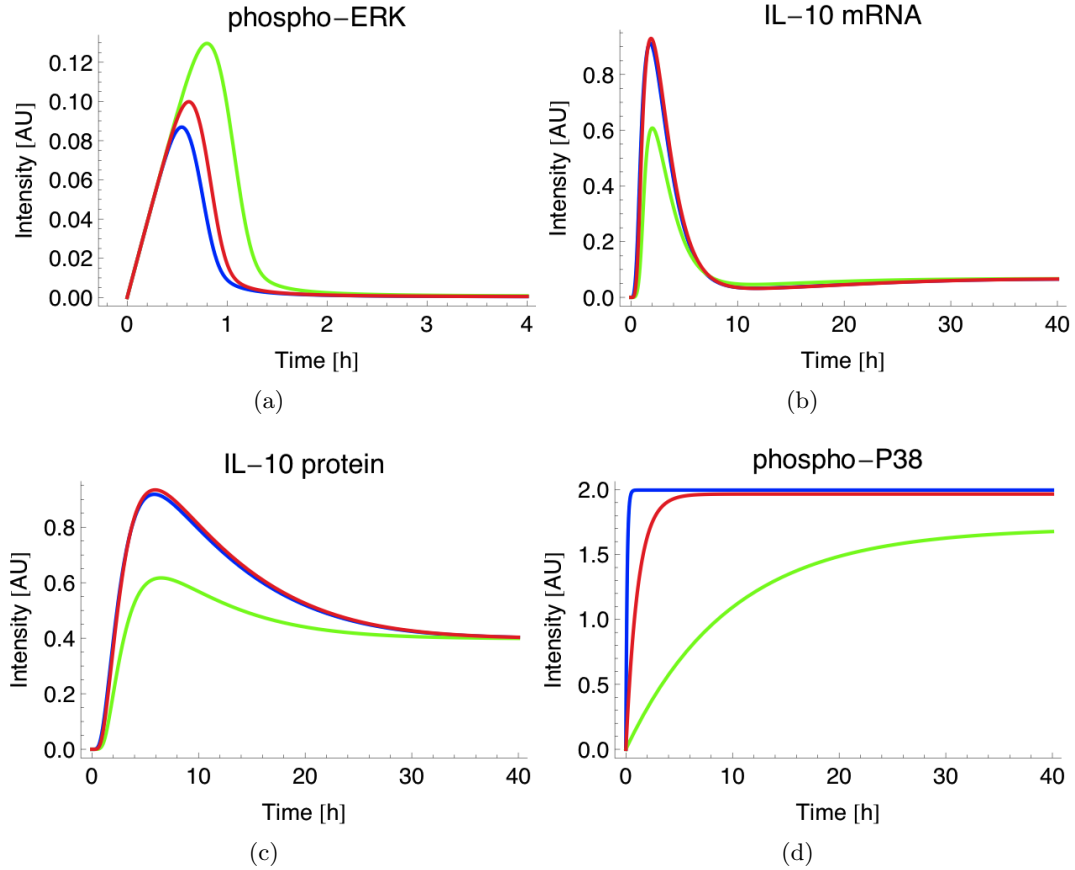 phospho−ERK
Intensity [AU]
0.12
0.10
0.08
0.06
0.04
0.02
0.00
0 1 2 3 4
Time [h]
(a)
IL−10 mRNA
Intensity [AU]
0.8
0.6
0.4
0.2
0.0
0 10 20 30 40
Time [h]
(b)
IL−10 protein
Intensity [AU]
0.8
0.6
0.4
0.2
0.0
0 10 20 30 40
Time [h]
(c)
phospho−P38
Intensity [AU]
2.0
1.5
1.0
0.5
0.0
0 10 20 30 40
Time [h]
(d)